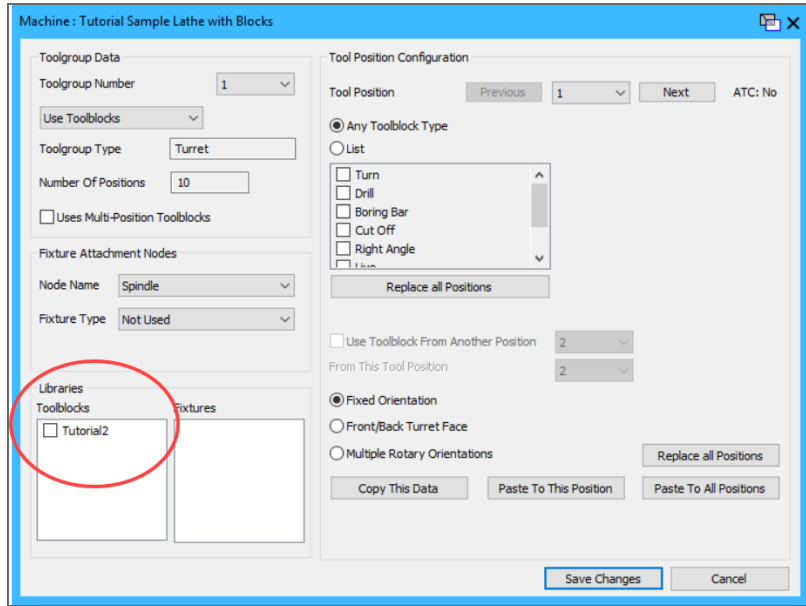 Machine : Tutorial Sample Lathe with Blocks
Toolgroup Data
Toolgroup Number 1
Use Toolblocks
Toolgroup Type Turret
Number Of Positions 10
Uses Multi-Position Toolblocks
Fixture Attachment Nodes
Node Name Spindle
Fixture Type Not Used
Libraries
Toolblocks Fixtures
Tutorial2
Tool Position Configuration
Tool Position Previous 1 Next ATC: No
Any Toolblock Type
List
Turn
Drill
Boring Bar
Cut Off
Right Angle
Live
Replace all Positions
Use Toolblock From Another Position 2
From This Tool Position 2
Fixed Orientation
Front/Back Turret Face
Multiple Rotary Orientations Replace all Positions
Copy This Data Paste To This Position Paste To All Positions
Save Changes Cancel